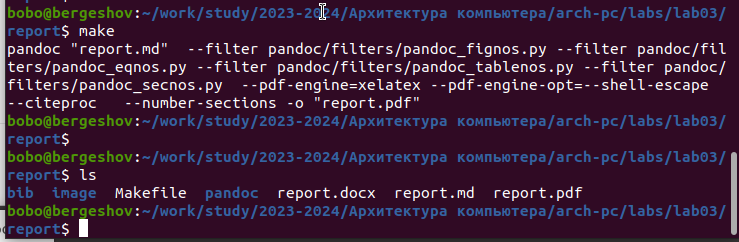 bobo@bergeshov:~/work/study/2023-2024/Архитектура компьютера/arch-pc/labs/lab03/
report$ make
pandoc "report.md"  --filter pandoc/filters/pandoc_fignos.py --filter pandoc/fil
ters/pandoc_eqnos.py --filter pandoc/filters/pandoc_tablenos.py --filter pandoc/
filters/pandoc_secnos.py  --pdf-engine=xelatex --pdf-engine-opt=--shell-escape
--citeproc   --number-sections -o "report.pdf"
bobo@bergeshov:~/work/study/2023-2024/Архитектура компьютера/arch-pc/labs/lab03/
report$
bobo@bergeshov:~/work/study/2023-2024/Архитектура компьютера/arch-pc/labs/lab03/
report$ ls
bib  image  Makefile  pandoc  report.docx  report.md  report.pdf
bobo@bergeshov:~/work/study/2023-2024/Архитектура компьютера/arch-pc/labs/lab03/
report$